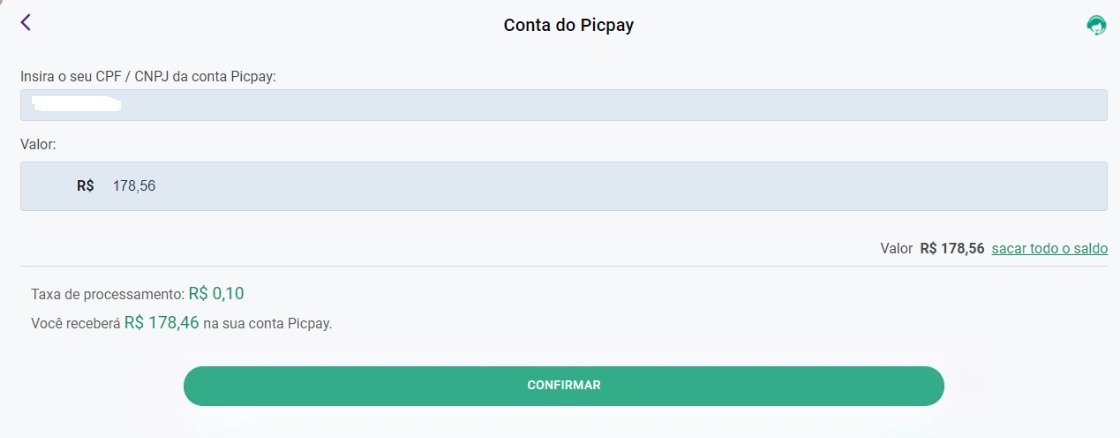 Conta do Picpay
Insira o seu CPF / CNPJ da conta Picpay:
Valor:
R$ 178,56
Valor R$ 178,56 sacar todo o saldo
Taxa de processamento: R$ 0,10
Você receberá R$ 178,46 na sua conta Picpay.
CONFIRMAR